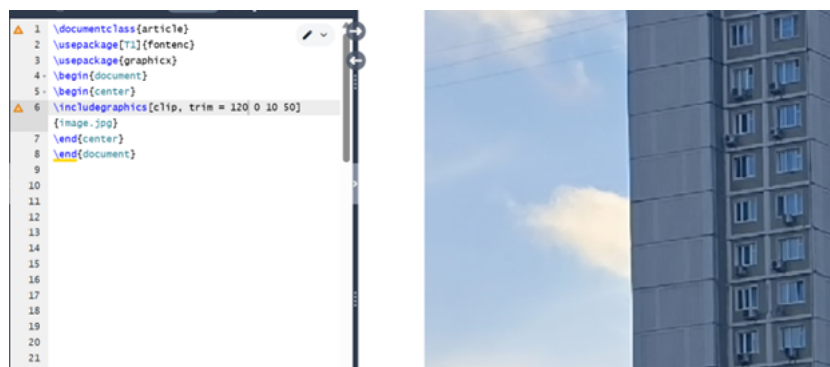 1 \documentclass{article}
2 \usepackage[T1]{fontenc}
3 \usepackage{graphicx}
4 \begin{document}
5 \begin{center}
6 \includegraphics[clip, trim = 120 0 10 50]
{image.jpg}
7 \end{center}
8 \end{document}
9
10
11
12
13
14
15
16
17
18
19
20
21